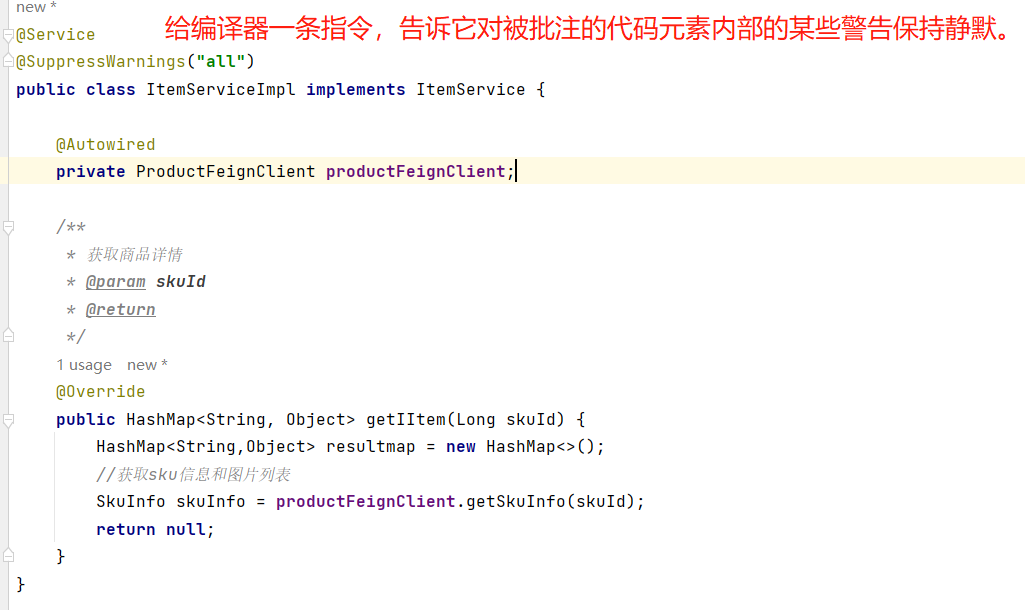 new *
@Service
给编译器一条指令，告诉它对被批注的代码元素内部的某些警告保持静默。
@SuppressWarnings("all")
public class ItemServiceImpl implements ItemService {
@Autowired
private ProductFeignClient productFeignClient;
/**
* 获取商品详情
* @param skuId
* @return
*/
1 usage new *
@Override
public HashMap<String, Object> getIItem(Long skuId) {
HashMap<String,Object> resultmap = new HashMap<>();
//获取sku信息和图片列表
SkuInfo skuInfo = productFeignClient.getSkuInfo(skuId);
return null;
}
}